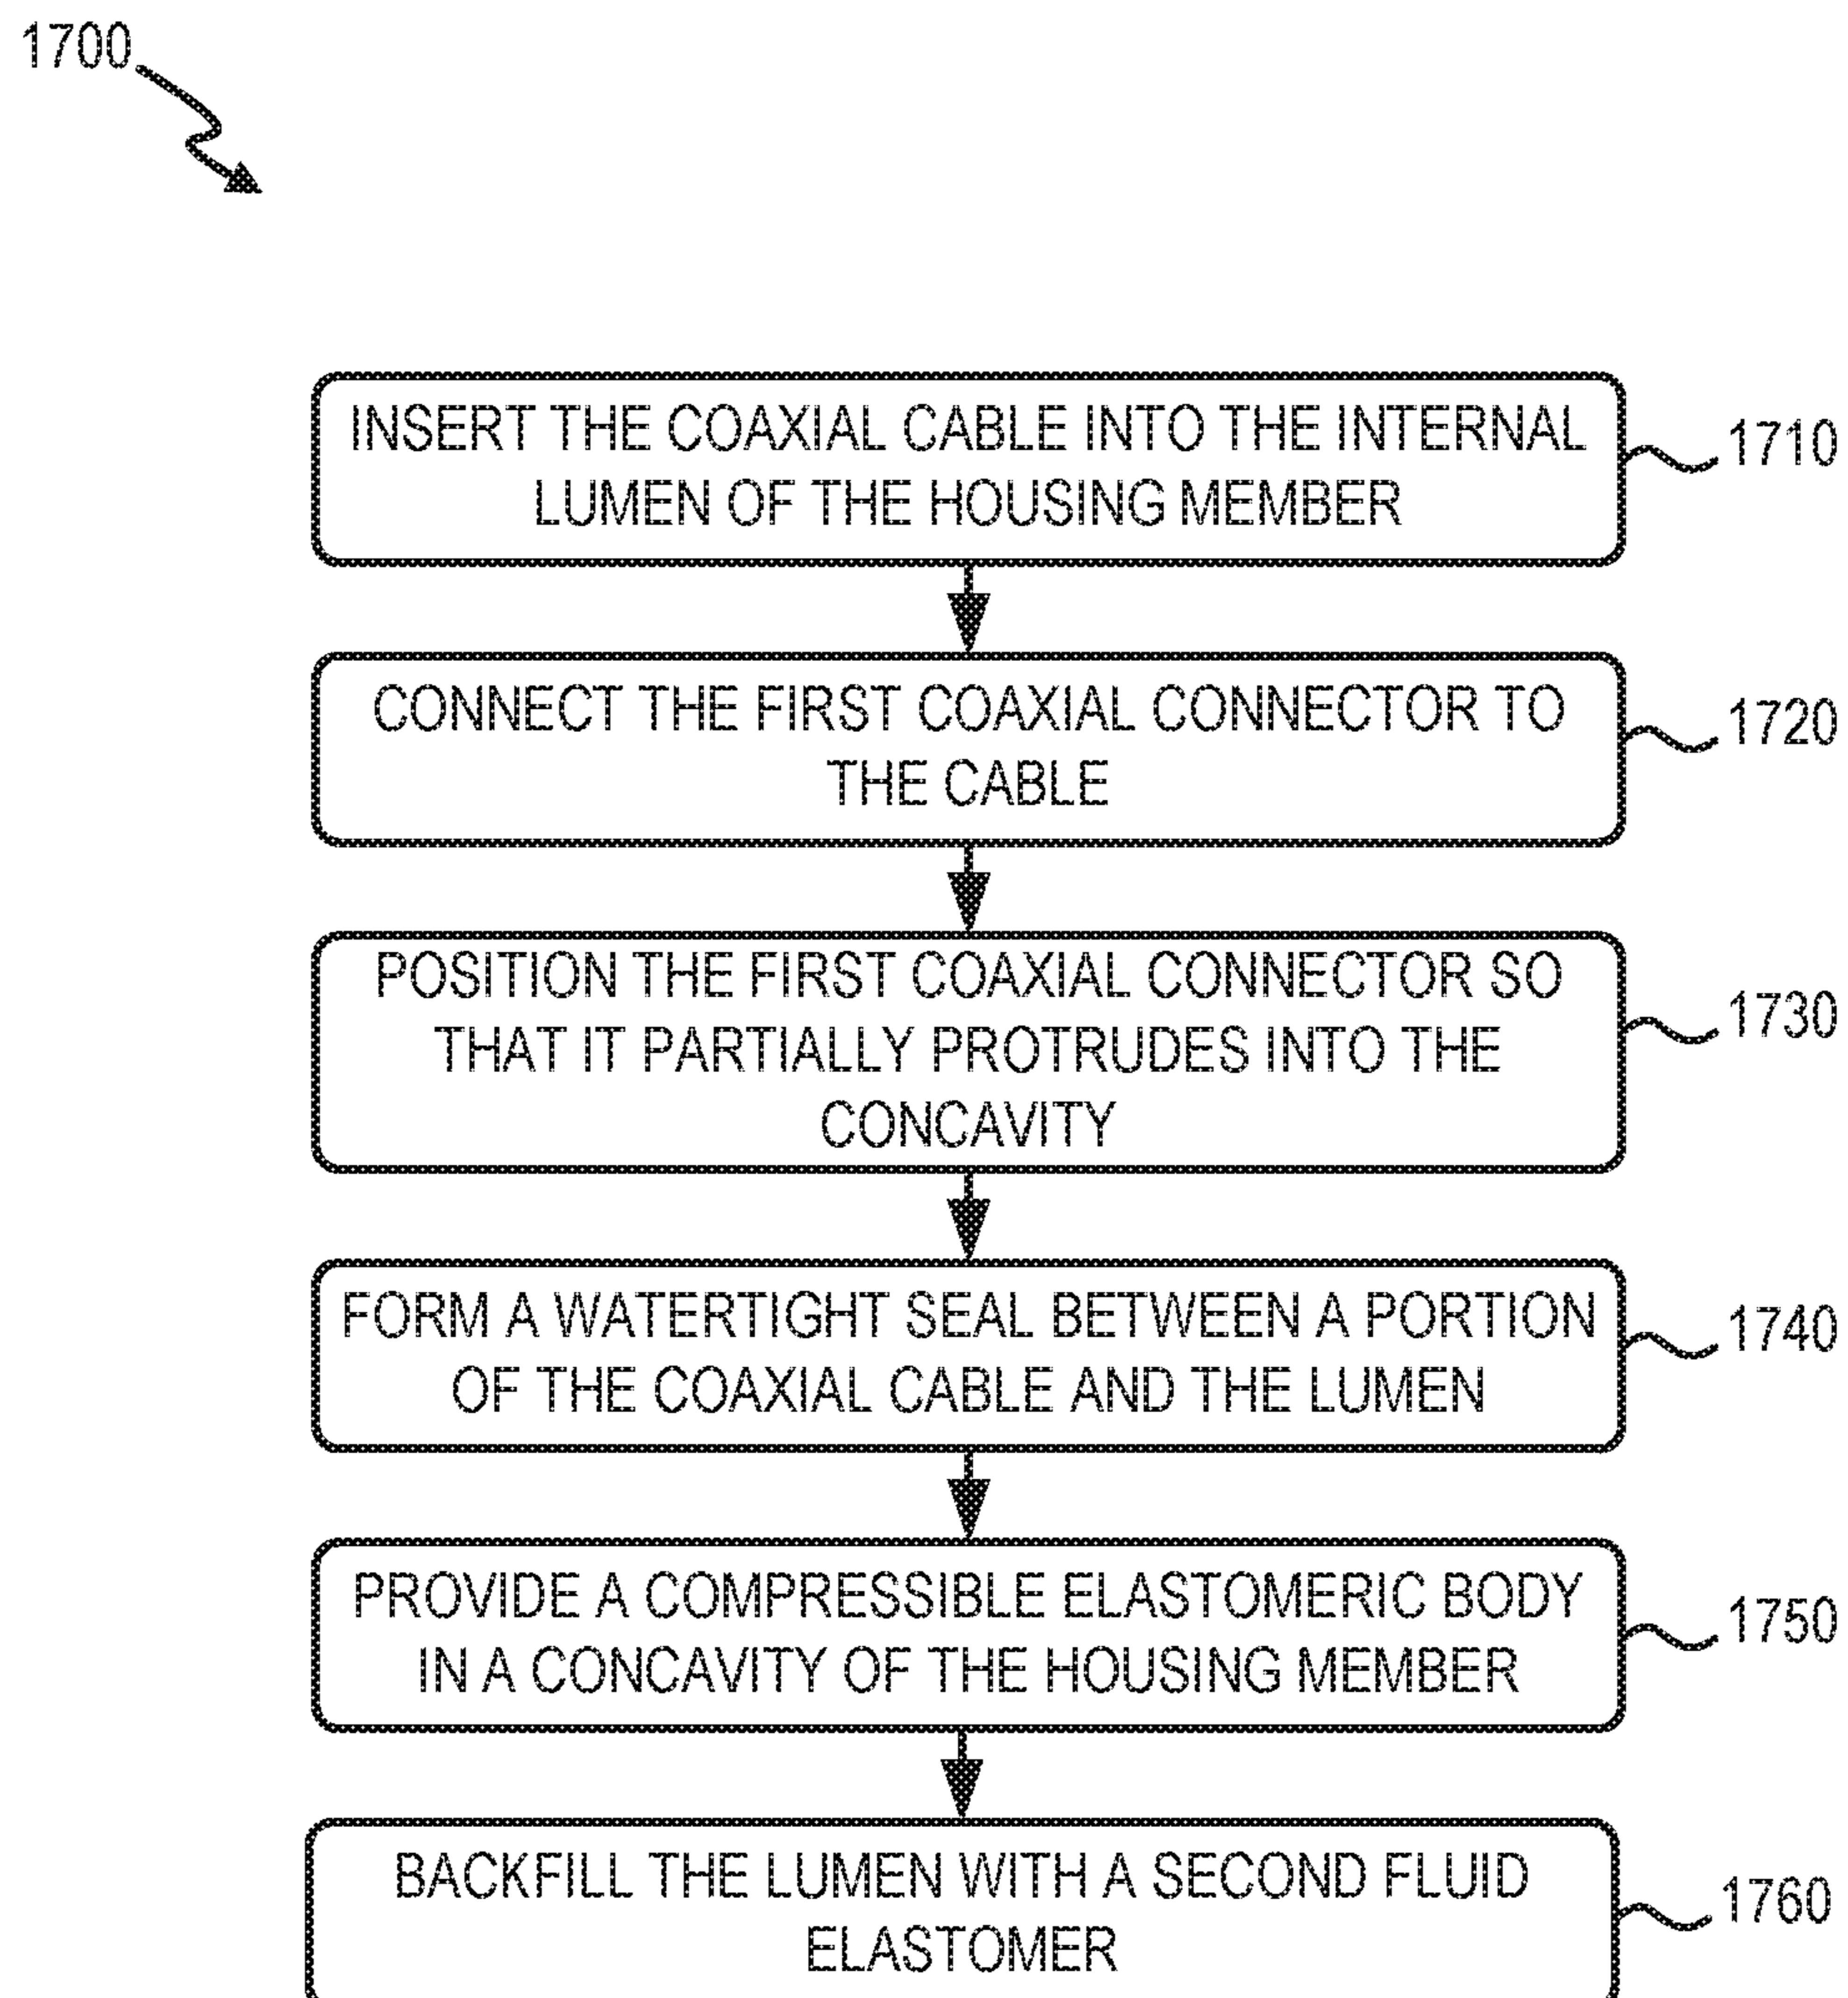 1700
INSERT THE COAXIAL CABLE INTO THE INTERNAL
LUMEN OF THE HOUSING MEMBER
1710
CONNECT THE FIRST COAXIAL CONNECTOR TO
THE CABLE
1720
POSITION THE FIRST COAXIAL CONNECTOR SO
THAT IT PARTIALLY PROTRUDES INTO THE
CONCAVITY
1730
FORM A WATERTIGHT SEAL BETWEEN A PORTION
OF THE COAXIAL CABLE AND THE LUMEN
1740
PROVIDE A COMPRESSIBLE ELASTOMERIC BODY
IN A CONCAVITY OF THE HOUSING MEMBER
1750
BACKFILL THE LUMEN WITH A SECOND FLUID
ELASTOMER
1760